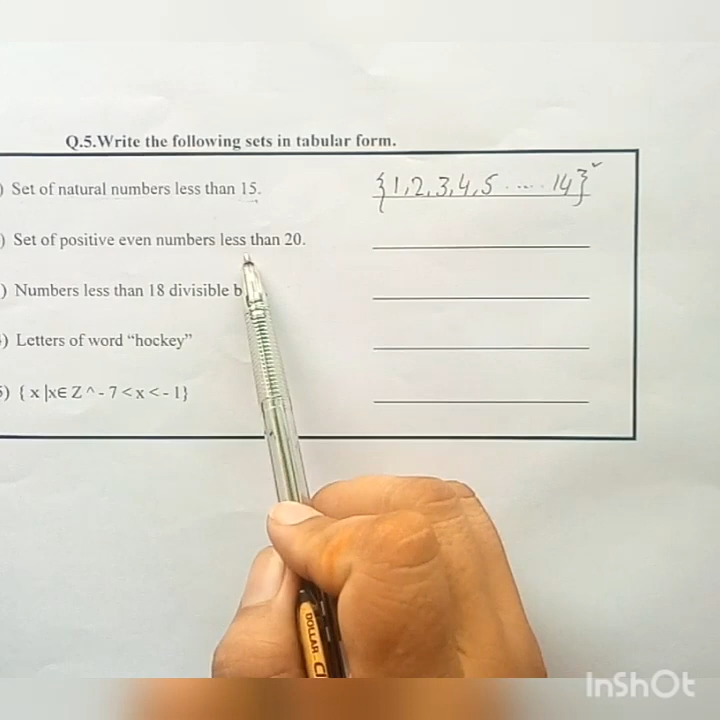 Q.5.Write the following sets in tabular form.
) Set of natural numbers less than 15. {1,2,3,4,5 ..... 14}
) Set of positive even numbers less than 20.
) Numbers less than 18 divisible b
) Letters of word “hockey”
5) { x |x∈ Z ^ - 7 < x < - 1}
DOLLAR
InShOt